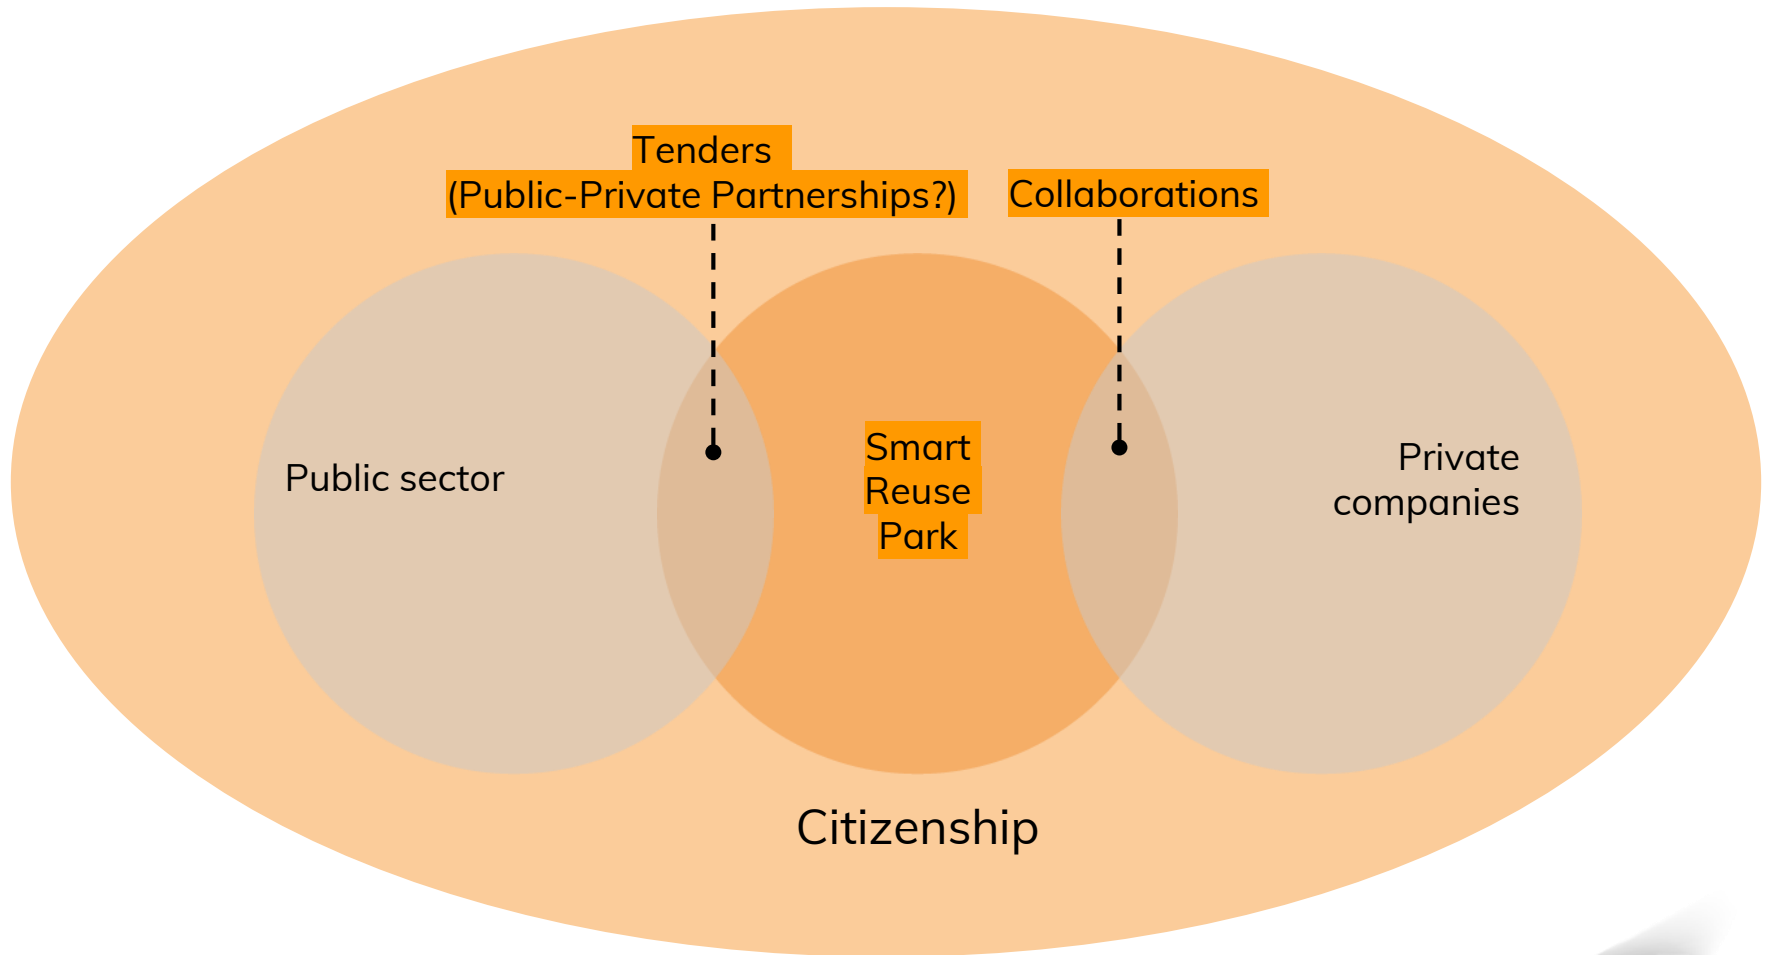 Tenders
(Public-Private Partnerships?)
Collaborations
Public sector
Smart
Reuse
Park
Private
companies
Citizenship